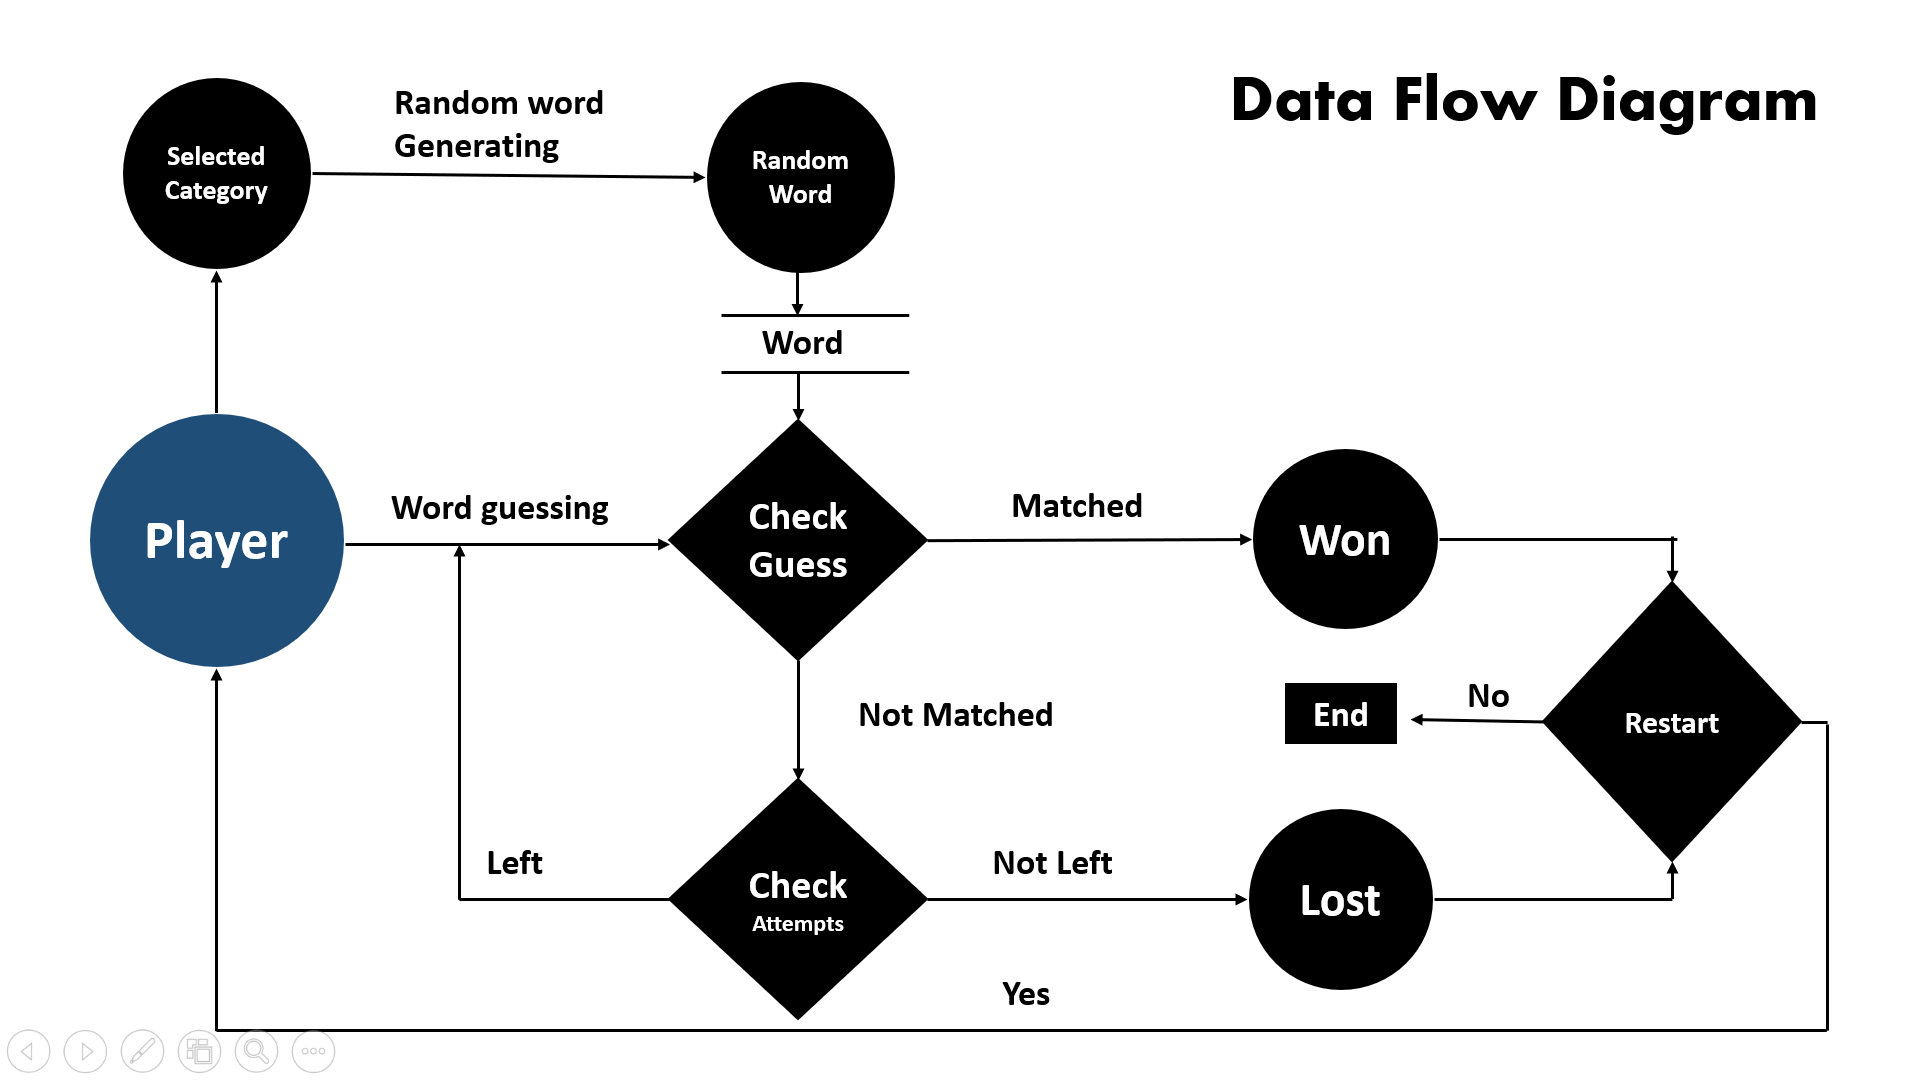 Data Flow Diagram
Random word
Generating
Selected
Category
Random
Word
Word
Player
Word guessing
Check
Guess
Matched
Won
Not Matched
End
No
Restart
Left
Check
Attempts
Not Left
Lost
Yes